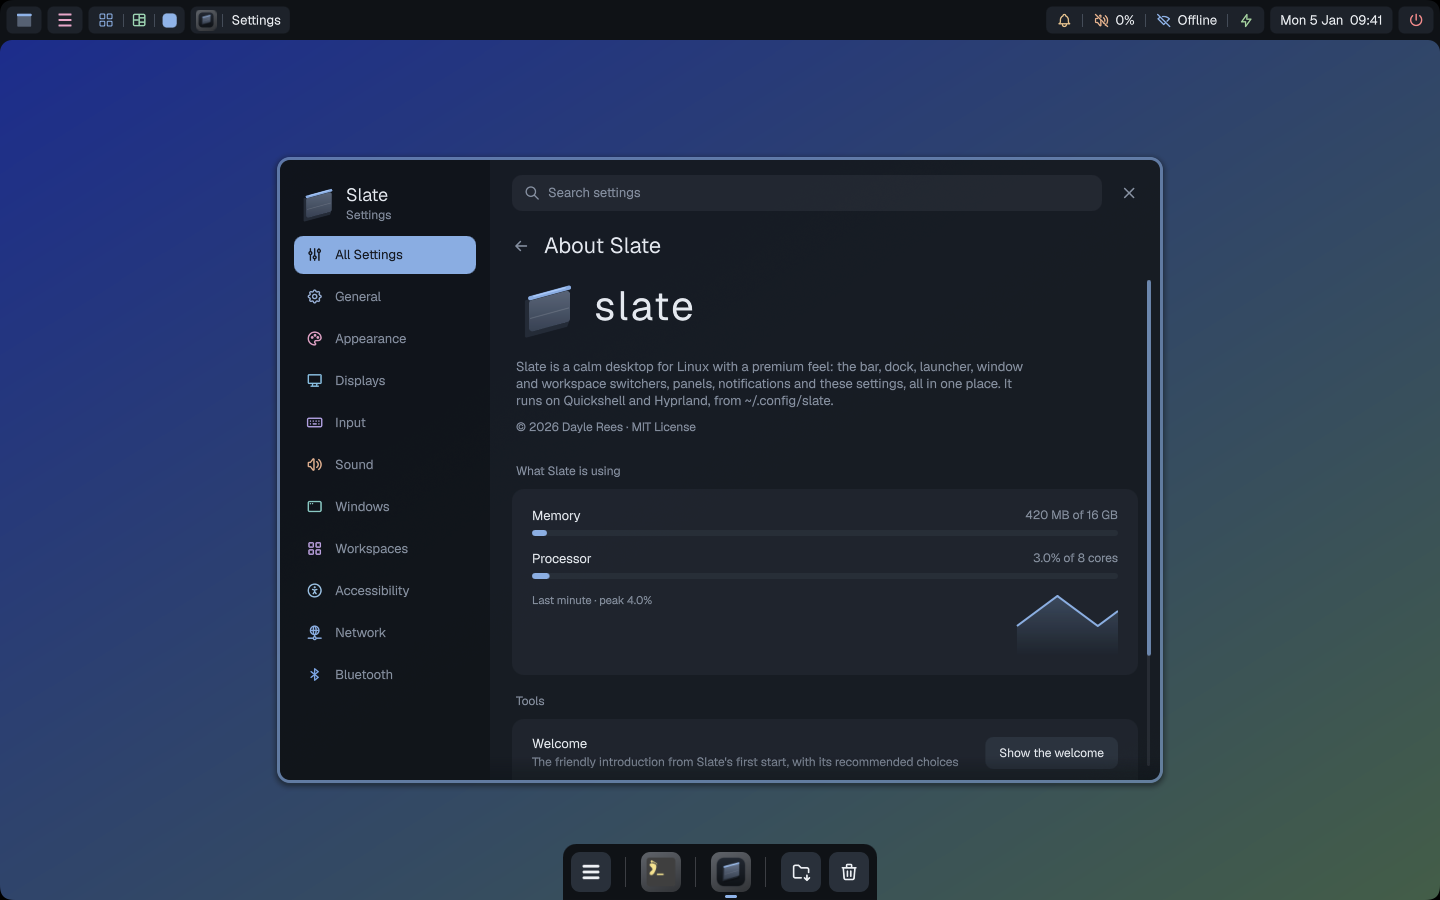 Settings
0%
Offline
Mon 5 Jan 09:41
Slate
Settings
All Settings
General
Appearance
Displays
Input
Sound
Windows
Workspaces
Accessibility
Network
Bluetooth
Search settings
About Slate
slate
Slate is a calm desktop for Linux with a premium feel: the bar, dock, launcher, window
and workspace switchers, panels, notifications and these settings, all in one place. It
runs on Quickshell and Hyprland, from ~/.config/slate.
© 2026 Dayle Rees · MIT License
What Slate is using
Memory
420 MB of 16 GB
Processor
3.0% of 8 cores
Last minute · peak 4.0%
Tools
Welcome
The friendly introduction from Slate's first start, with its recommended choices
Show the welcome